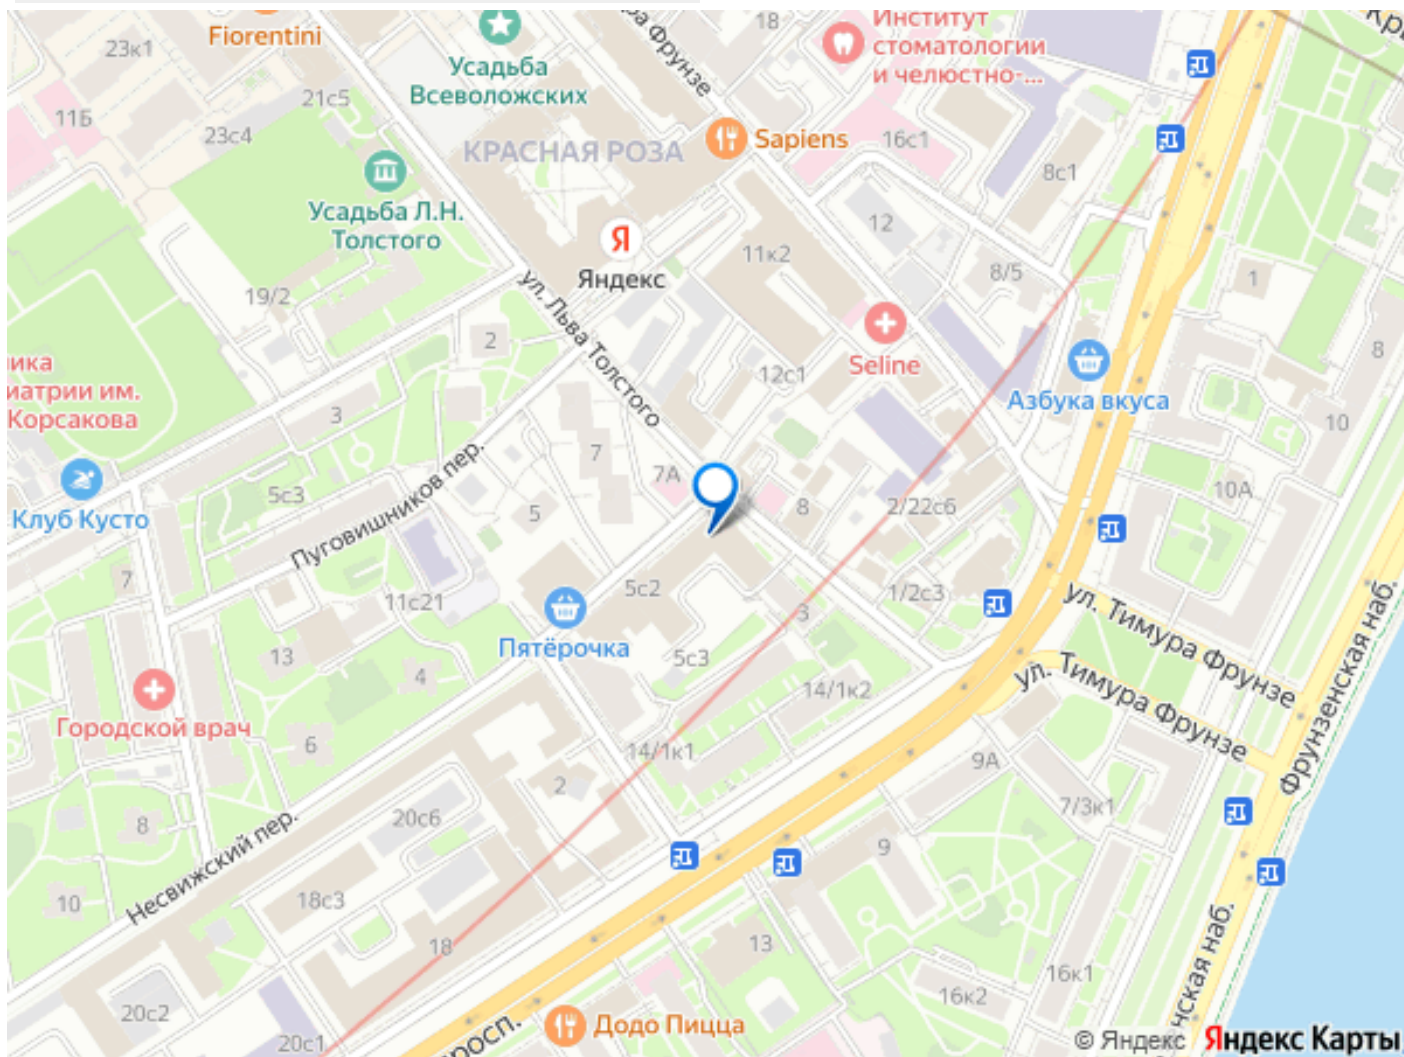 Fiorentini
23к1
Усадьба
Всеволожских
ра Фрунзе
18
Институт
стоматологии
и челюстно-...
21с5
11Б
23с4
КРАСНАЯ РОЗА
Sapiens
16с1
8с1
Усадьба Л.Н.
Толстого
Я
Яндекс
12
11к2
8/5
1
19/2
ул. Льва Толстого
2
Seline
8
12с1
Азбука вкуса
ика
иатрии им.
Корсакова
3
10
7
7А
Пуговишников пер.
5с3
Клуб Кусто
5
8
2/22с6
10А
7
11с21
5с2
1/2с3
ул. Тимура Фрунзе
3
Пятёрочка
13
5с3
4
14/1к2
ул. Тимура Фрунзе
Фрунзенская наб.
Городской врач
6
14/1к1
9А
2
7/3к1
8
20с6
Несвижский пер.
9
18с3
10
18
13
16к1
16к2
20с2
нская наб.
Додо Пицца
20с1
росп.
© Яндекс Яндекс Карты